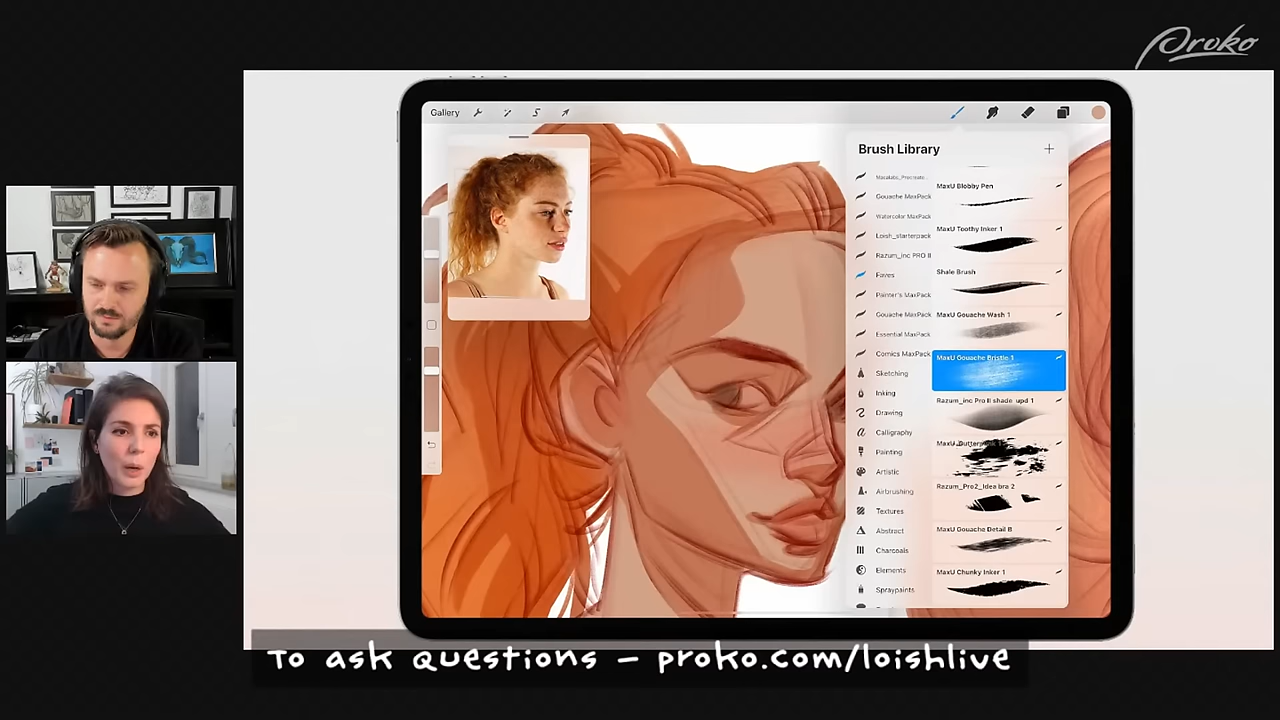 Proko
Gallery
Brush Library
Gouache MaxPack
Watercolor MaxPack
Loish_starterpack
Razum_inc PRO II
Faves
Painter's MaxPack
Gouache MaxPack
Essential MaxPack
Comics MaxPack
Sketching
Inking
Drawing
Calligraphy
Painting
Artistic
Airbrushing
Textures
Abstract
Charcoals
Elements
Spraypaints
MaxU Blobby Pen
MaxU Toothy Inker 1
Shale Brush
MaxU Gouache Wash 1
MaxU Gouache Bristle 1
Razum_inc Pro II shade upd 1
Razum_Pro2_Idea bra 2
MaxU Gouache Detail B
MaxU Chunky Inker 1
To ask questions – proko.com/loishlive